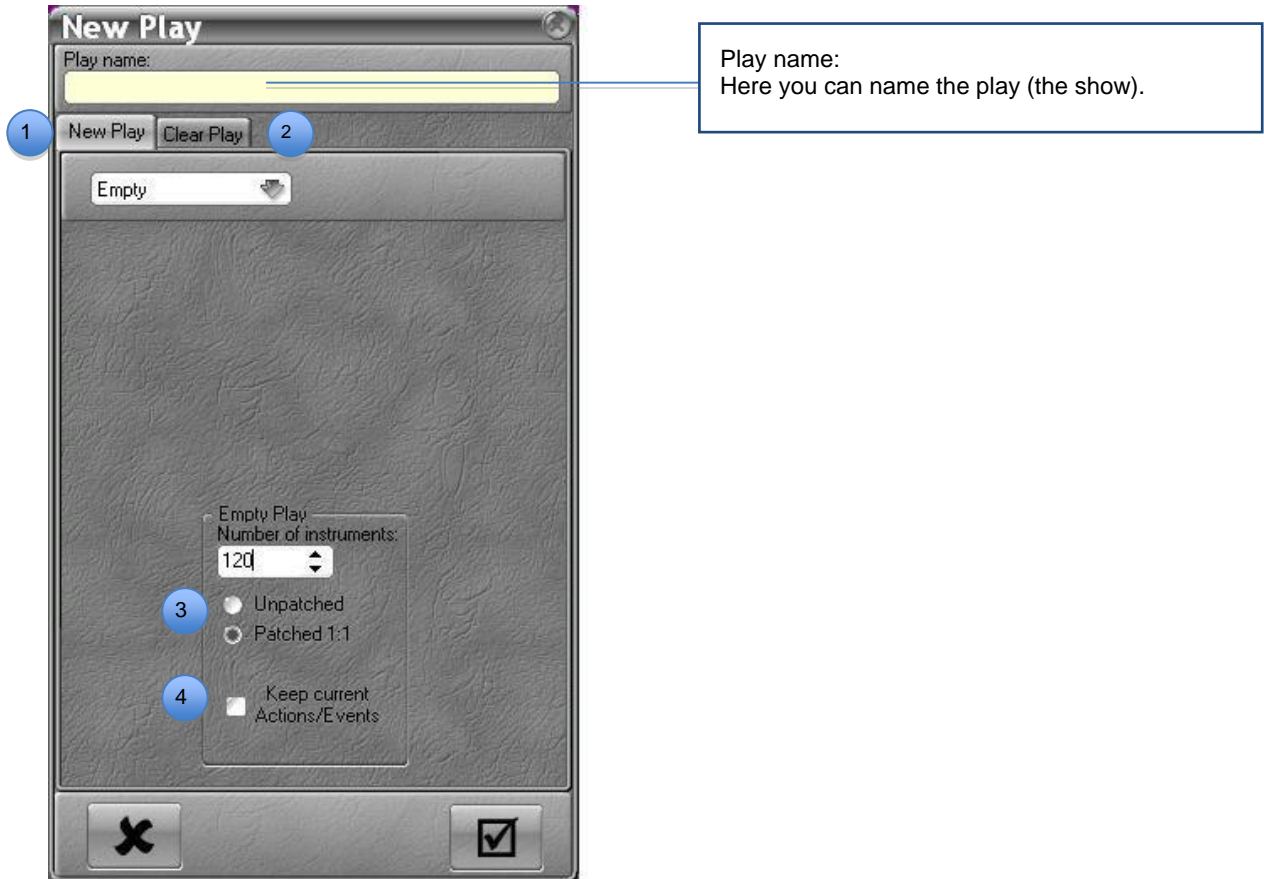 New Play
Play name:
Play name:
Here you can name the play (the show).
1
New Play
Clear Play
2
Empty
Empty Play
Number of instruments:
120
3
Unpatched
Patched 1:1
4
Keep current
Actions/Events